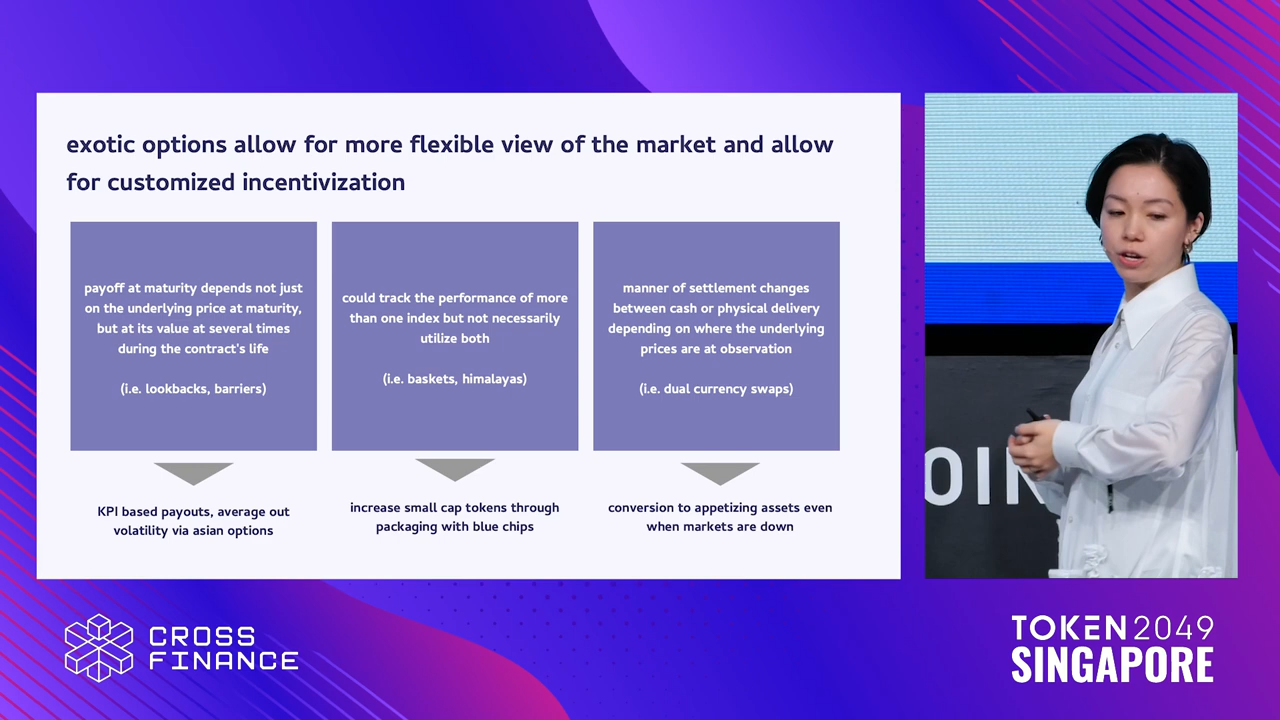 exotic options allow for more flexible view of the market and allow
for customized incentivization
payoff at maturity depends not just
on the underlying price at maturity,
but at its value at several times
during the contract's life
(i.e. lookbacks, barriers)
could track the performance of more
than one index but not necessarily
utilize both
(i.e. baskets, himalayas)
manner of settlement changes
between cash or physical delivery
depending on where the underlying
prices are at observation
(i.e. dual currency swaps)
KPI based payouts, average out
volatility via asian options
increase small cap tokens through
packaging with blue chips
conversion to appetizing assets even
when markets are down
CROSS
FINANCE
TOKEN2049
SINGAPORE